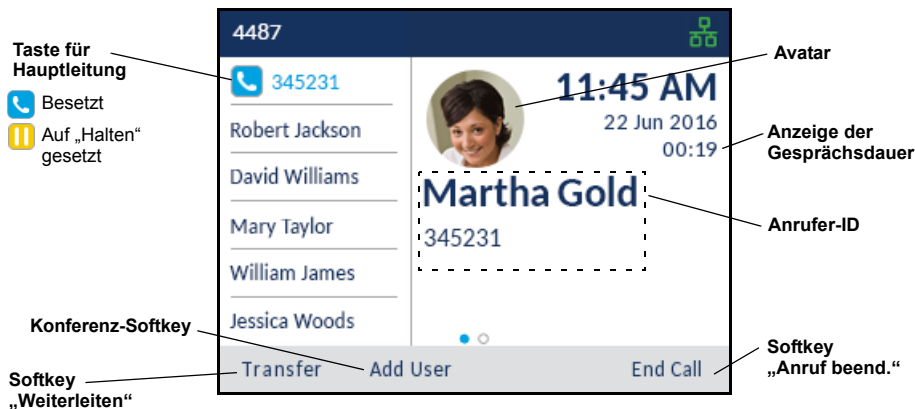 4487
Taste für
Hauptleitung
Besetzt
Auf „Halten“
gesetzt
345231
Robert Jackson
David Williams
Mary Taylor
William James
Jessica Woods
11:45 AM
22 Jun 2016
00:19
Martha Gold
345231
Avatar
Anzeige der
Gesprächsdauer
Anrufer-ID
Konferenz-Softkey
Transfer
Add User
End Call
Softkey
„Weiterleiten“
Softkey
„Anruf beend.“